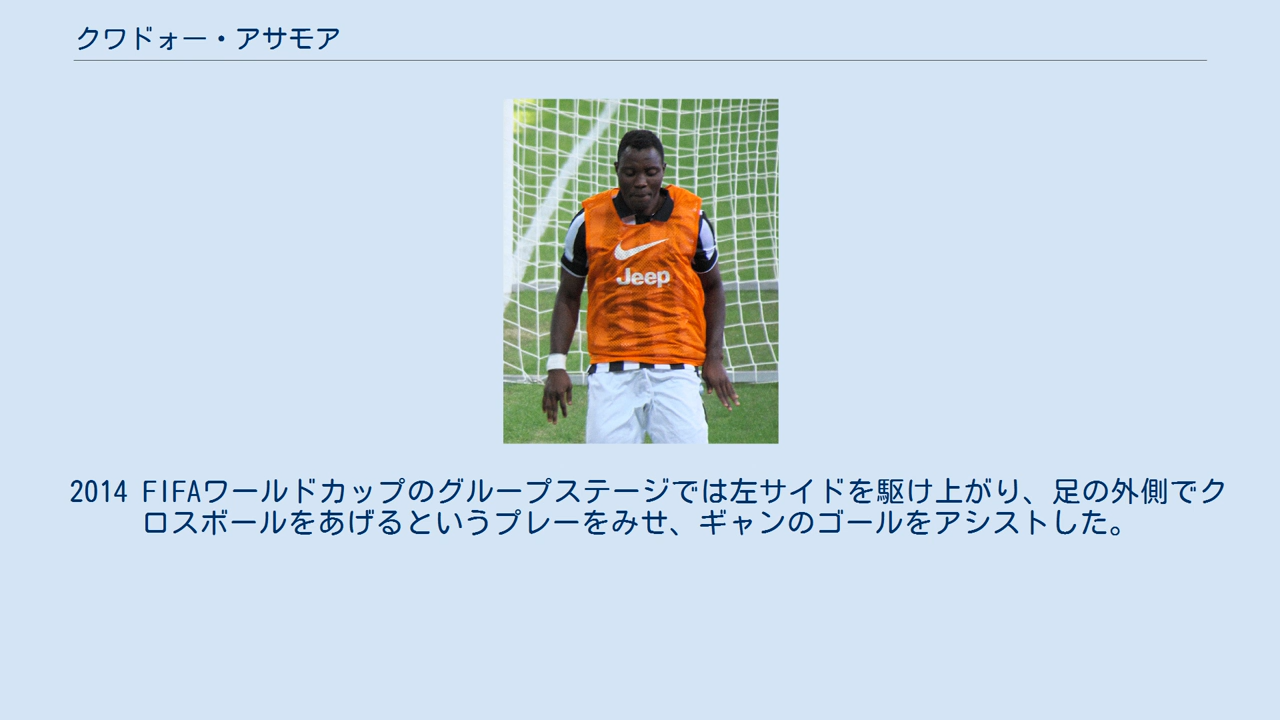 クワドォー・アサモア
Jeep
2014 FIFAワールドカップのグループステージでは左サイドを駆け上がり、足の外側でク
ロスボールをあげるというプレーをみせ、ギャンのゴールをアシストした。